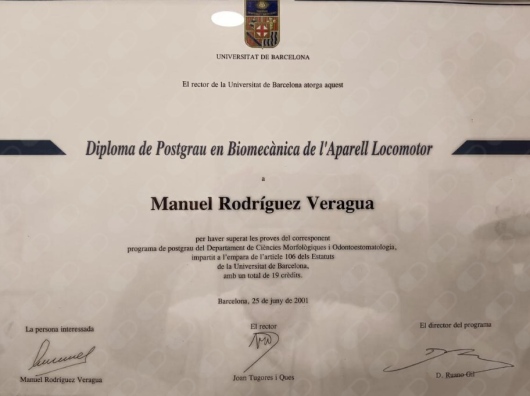 UNIVERSITAT DE BARCELONA
El rector de la Universitat de Barcelona atorga aquest
Diploma de Postgrau en Biomecànica de l'Aparell Locomotor
a
Manuel Rodríguez Veragua
per haver superat les proves del corresponent
programa de postgrau del Departament de Ciències Morfològiques i Odontoestomatologia,
impartit a l'empara de l'article 106 dels Estatuts
de la Universitat de Barcelona,
amb un total de 19 crèdits.
Barcelona, 25 de juny de 2001
La persona interessada
El rector
El director del programa
Manuel Rodríguez Veragua
Joan Tugores i Ques
D. Ruano Gil